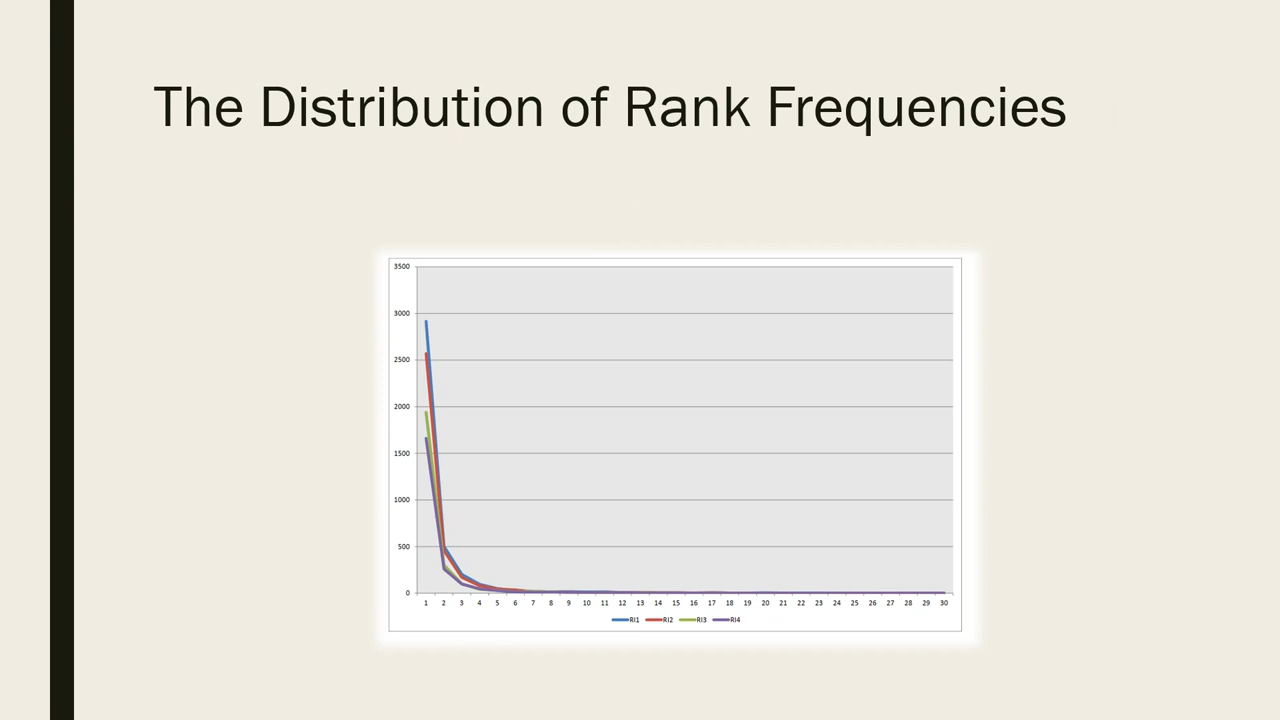 The Distribution of Rank Frequencies
3500
3000
2500
2000
1500
1000
500
0
1 2 3 4 5 6 7 8 9 10 11 12 13 14 15 16 17 18 19 20 21 22 23 24 25 26 27 28 29 30
RI1 RI2 RI3 RI4